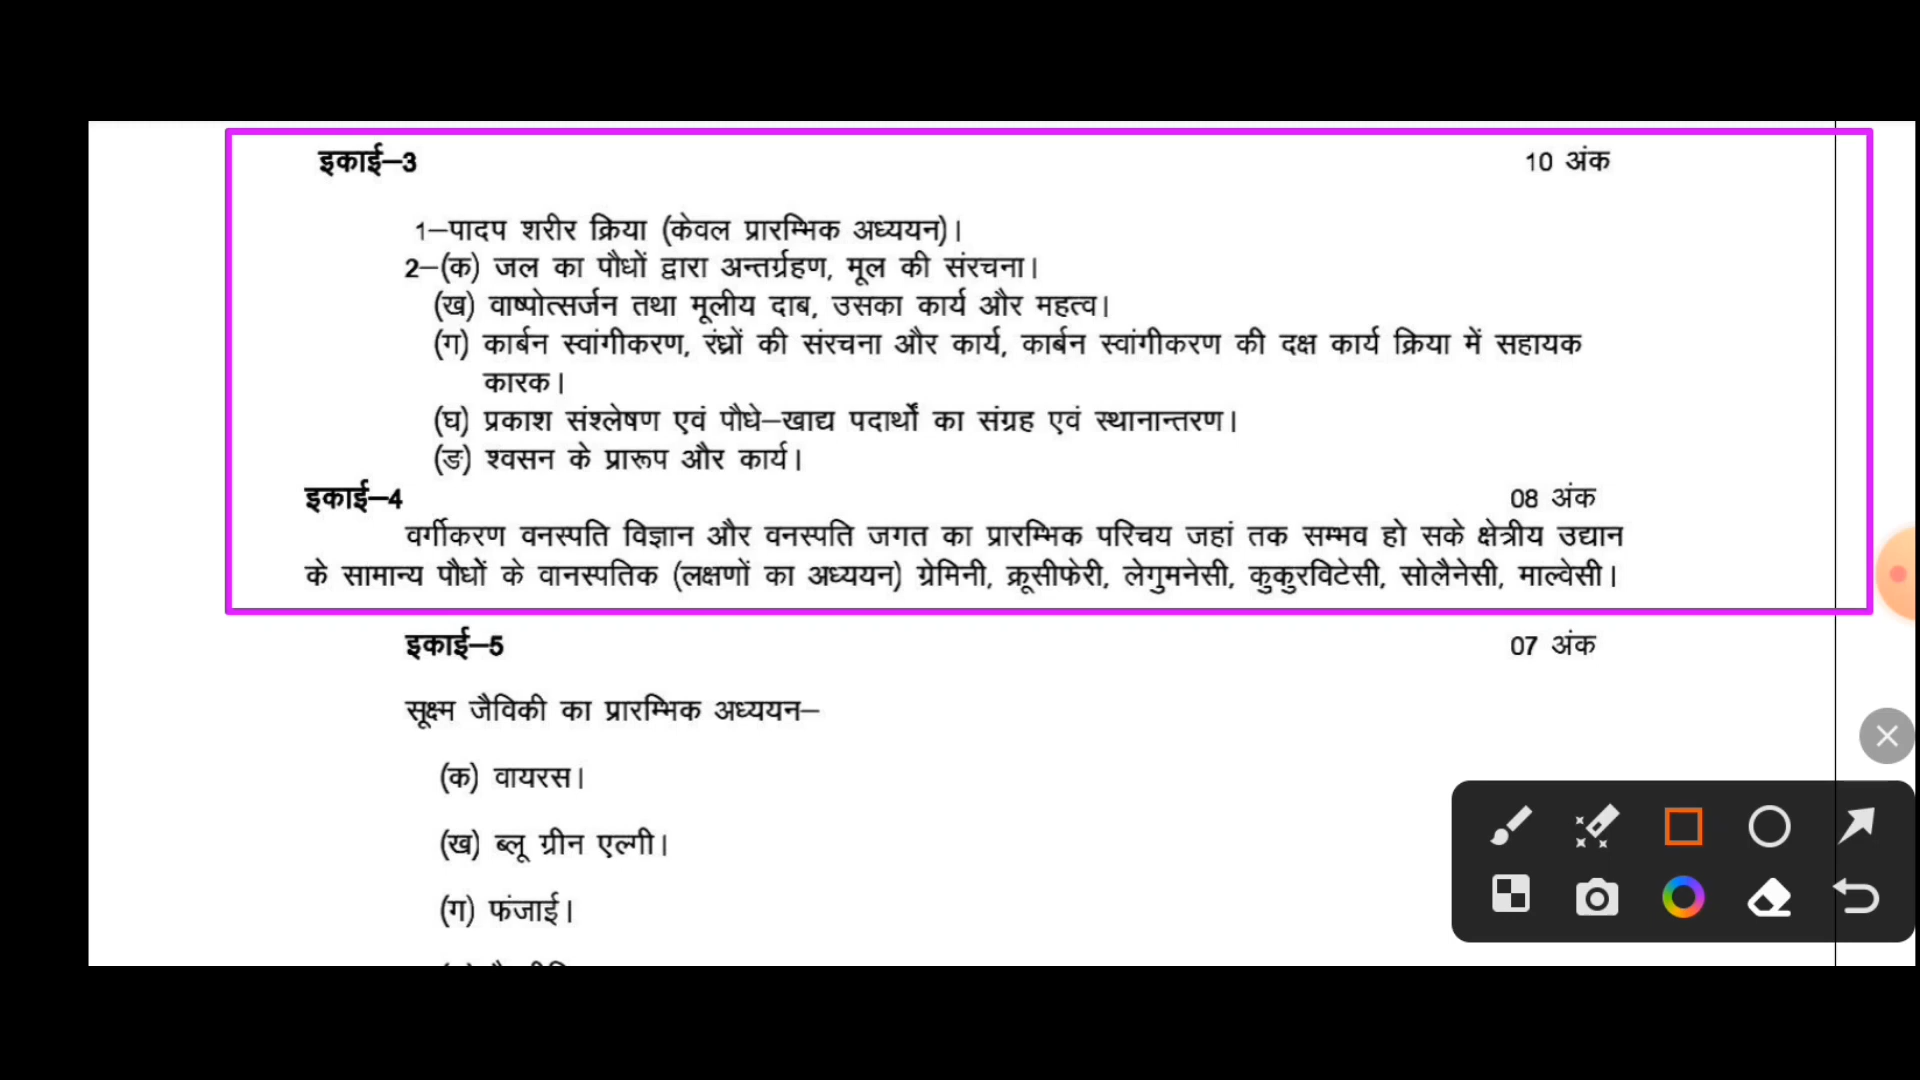 इकाई–3 10 अंक
1–पादप शरीर क्रिया (केवल प्रारम्भिक अध्ययन)।
2–(क) जल का पौधों द्वारा अन्तर्ग्रहण, मूल की संरचना।
(ख) वाष्पोत्सर्जन तथा मूलीय दाब, उसका कार्य और महत्व।
(ग) कार्बन स्वांगीकरण, रंध्रों की संरचना और कार्य, कार्बन स्वांगीकरण की दक्ष कार्य क्रिया में सहायक
कारक।
(घ) प्रकाश संश्लेषण एवं पौधे–खाद्य पदार्थों का संग्रह एवं स्थानान्तरण।
(ङ) श्वसन के प्रारूप और कार्य।
इकाई–4 08 अंक
वर्गीकरण वनस्पति विज्ञान और वनस्पति जगत का प्रारम्भिक परिचय जहां तक सम्भव हो सके क्षेत्रीय उद्यान
के सामान्य पौधों के वानस्पतिक (लक्षणों का अध्ययन) ग्रेमिनी, क्रूसीफेरी, लेगुमनेसी, कुकुरविटेसी, सोलैनेसी, माल्वेसी।
इकाई–5 07 अंक
सूक्ष्म जैविकी का प्रारम्भिक अध्ययन–
(क) वायरस।
(ख) ब्लू ग्रीन एल्गी।
(ग) फंजाई।